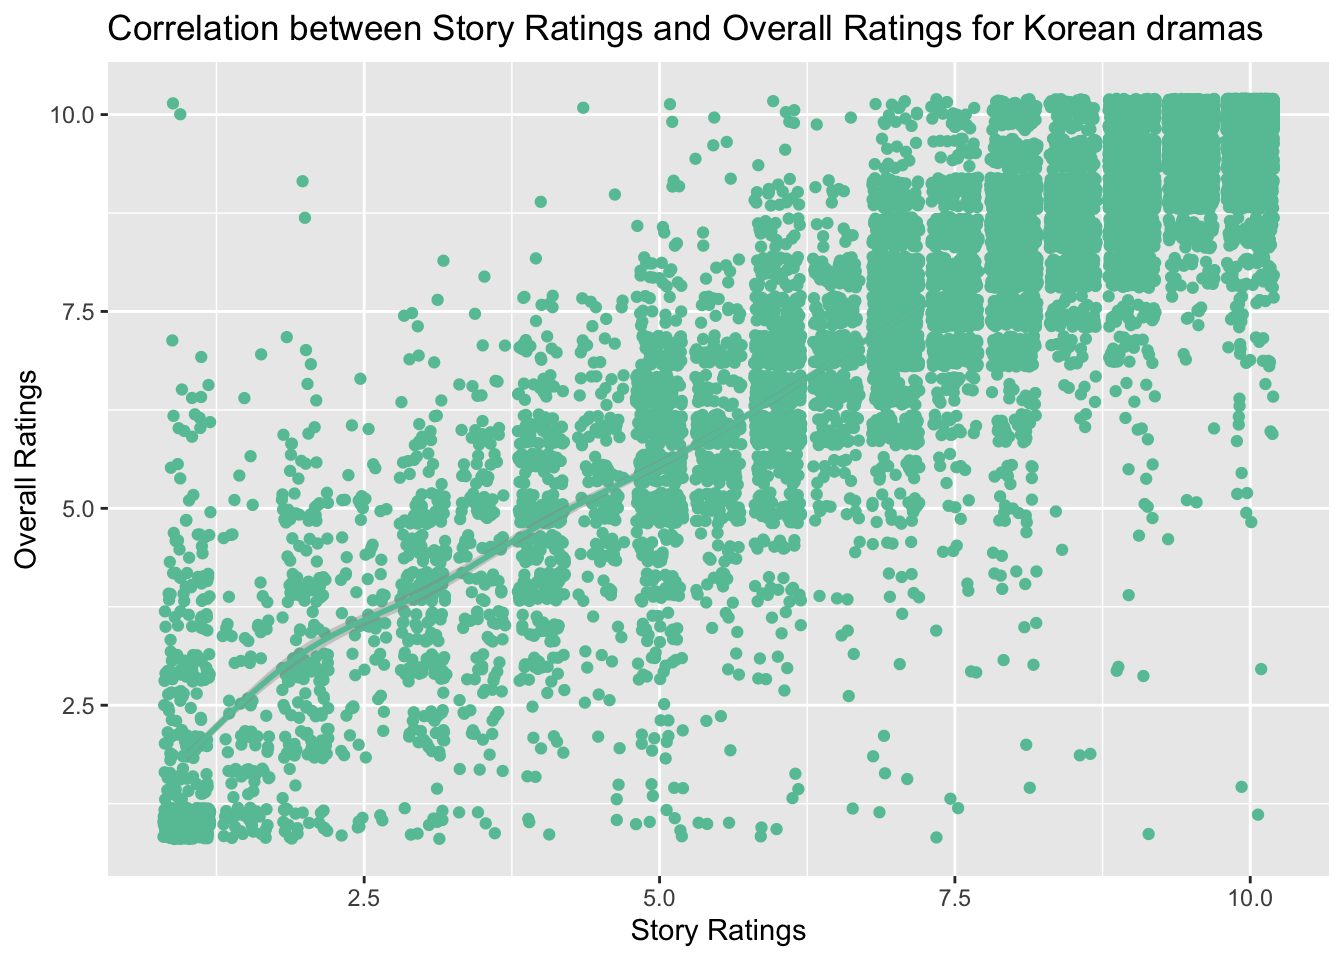 Correlation between Story Ratings and Overall Ratings for Korean dramas
10.0
7.5
5.0
2.5
Overall Ratings
2.5 5.0 7.5 10.0
Story Ratings